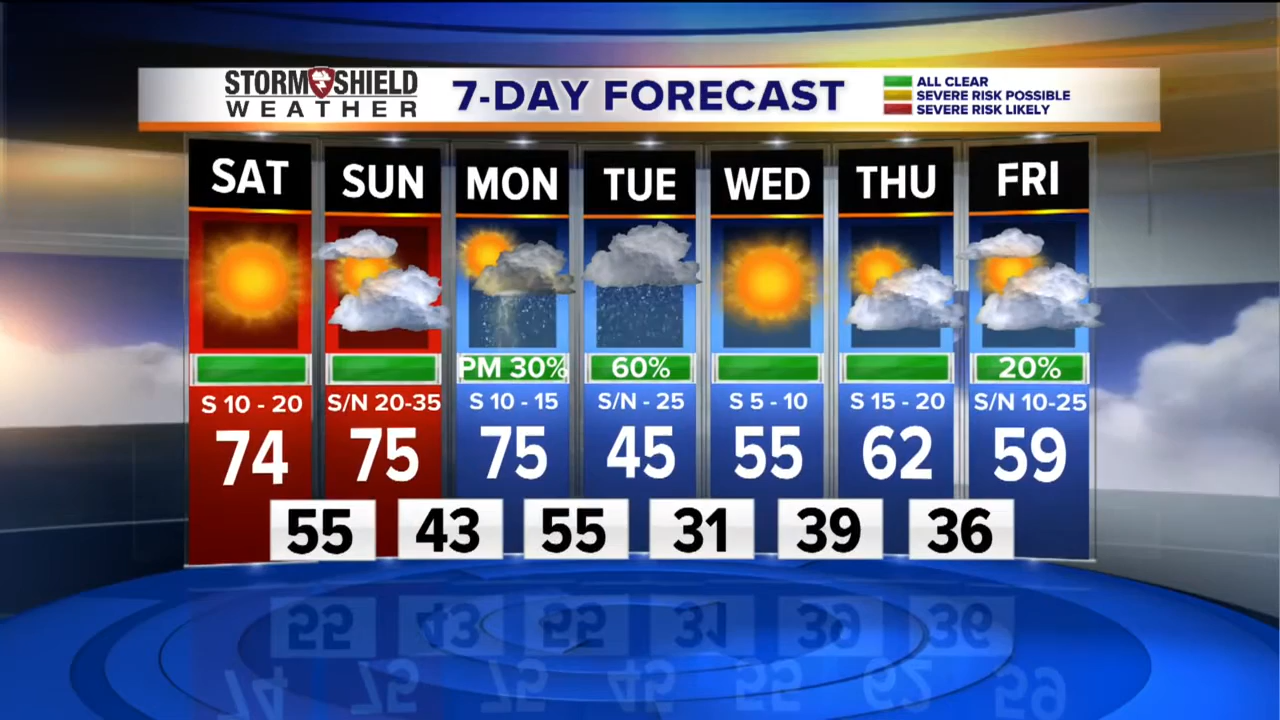 STORM SHIELD
WEATHER
7-DAY FORECAST
ALL CLEAR
SEVERE RISK POSSIBLE
SEVERE RISK LIKELY
SAT SUN MON TUE WED THU FRI
PM 30% 60% 20%
S 10 - 20 S/N 20-35 S 10 - 15 S/N - 25 S 5 - 10 S 15 - 20 S/N 10-25
74 75 75 45 55 62 59
55 43 55 31 39 36